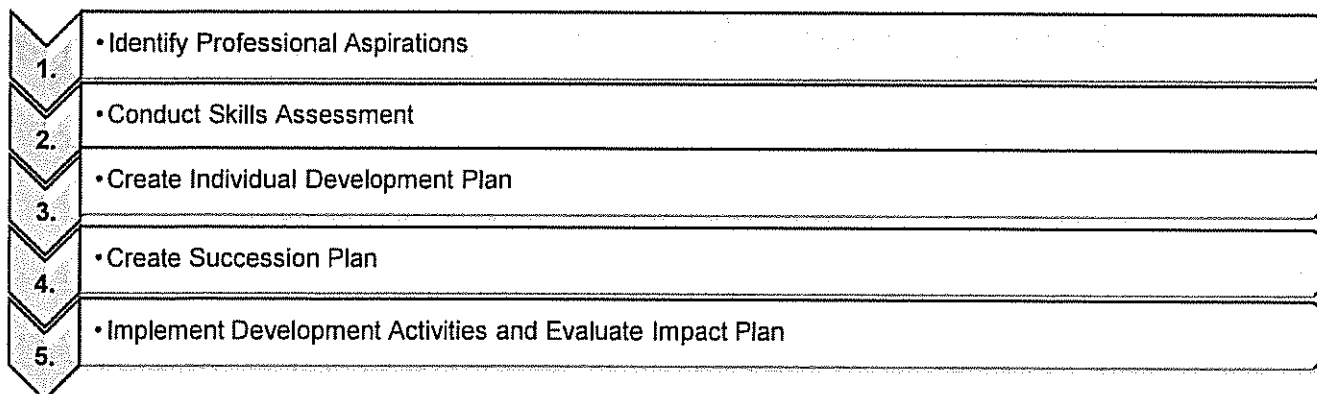 1. •Identify Professional Aspirations
2. •Conduct Skills Assessment
3. •Create Individual Development Plan
4. •Create Succession Plan
5. •Implement Development Activities and Evaluate Impact Plan